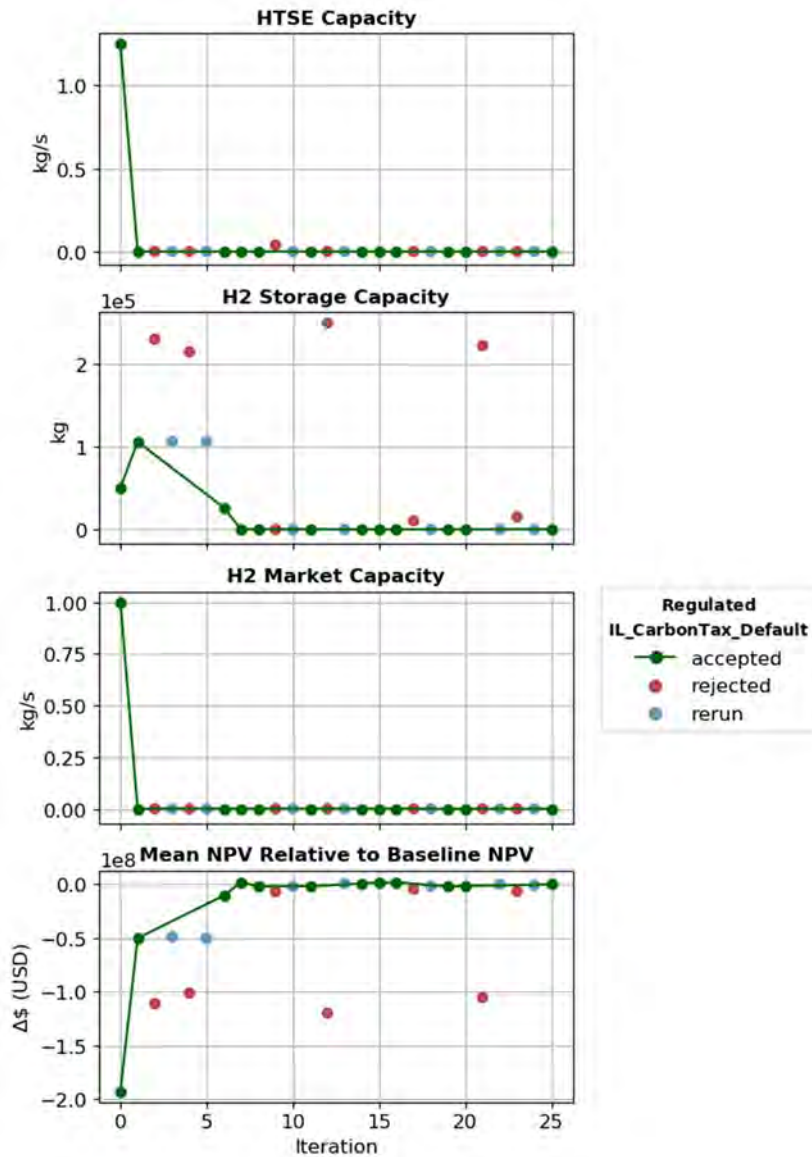 HTSE Capacity
1.0
0.5
0.0
kg/s
H2 Storage Capacity
1e5
2
1
0
kg
H2 Market Capacity
1.00
0.75
0.50
0.25
0.00
kg/s
Regulated
IL_CarbonTax_Default
accepted
rejected
rerun
Mean NPV Relative to Baseline NPV
1e8
0.0
−0.5
−1.0
−1.5
−2.0
Δ$ (USD)
0 5 10 15 20 25
Iteration